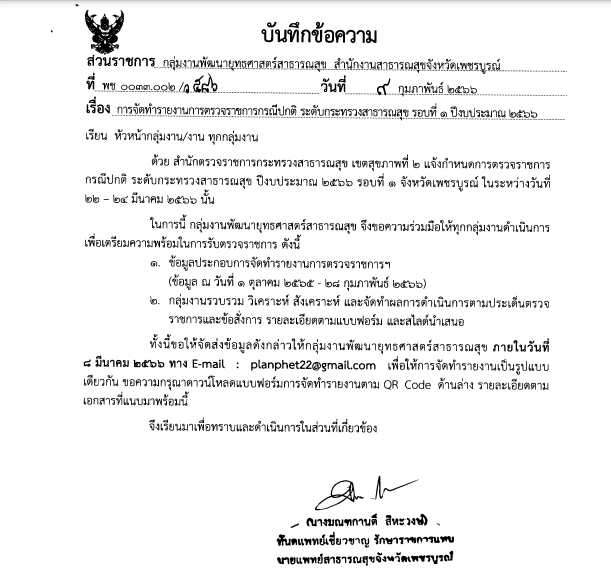 บันทึกข้อความ
ส่วนราชการ กลุ่มงานพัฒนายุทธศาสตร์สาธารณสุข สำนักงานสาธารณสุขจังหวัดเพชรบูรณ์
ที่ พช ๐๐๓๓.๐๐๒/ วันที่ ๙ กุมภาพันธ์ ๒๕๖๖
เรื่อง การจัดทำรายงานการตรวจราชการกรณีปกติ ระดับกระทรวงสาธารณสุข รอบที่ ๑ ปีงบประมาณ ๒๕๖๖
เรียน หัวหน้ากลุ่มงาน/งาน ทุกกลุ่มงาน
ด้วย สำนักตรวจราชการกระทรวงสาธารณสุข เขตสุขภาพที่ ๒ แจ้งกำหนดการตรวจราชการ
กรณีปกติ ระดับกระทรวงสาธารณสุข ปีงบประมาณ ๒๕๖๖ รอบที่ ๑ จังหวัดเพชรบูรณ์ ในระหว่างวันที่
๒๒ – ๒๔ มีนาคม ๒๕๖๖ นั้น
ในการนี้ กลุ่มงานพัฒนายุทธศาสตร์สาธารณสุข จึงขอความร่วมมือให้ทุกกลุ่มงานดำเนินการ
เพื่อเตรียมความพร้อมในการรับตรวจราชการ ดังนี้
๑. ข้อมูลประกอบการจัดทำรายงานการตรวจราชการฯ
(ข้อมูล ณ วันที่ ๑ ตุลาคม ๒๕๖๕ - ๒๘ กุมภาพันธ์ ๒๕๖๖)
๒. กลุ่มงานรวบรวม วิเคราะห์ สังเคราะห์ และจัดทำผลการดำเนินการตามประเด็นตรวจ
ราชการและข้อสั่งการ รายละเอียดตามแบบฟอร์ม และสไลด์นำเสนอ
ทั้งนี้ขอให้จัดส่งข้อมูลดังกล่าวให้กลุ่มงานพัฒนายุทธศาสตร์สาธารณสุข ภายในวันที่
๘ มีนาคม ๒๕๖๖ ทาง E-mail : planphet22@gmail.com เพื่อให้การจัดทำรายงานเป็นรูปแบบ
เดียวกัน ขอความกรุณาดาวน์โหลดแบบฟอร์มการจัดทำรายงานตาม QR Code ด้านล่าง รายละเอียดตาม
เอกสารที่แนบมาพร้อมนี้
จึงเรียนมาเพื่อทราบและดำเนินการในส่วนที่เกี่ยวข้อง
(นางมณฑกานติ์ สีหะวงษ์)
ทันตแพทย์เชี่ยวชาญ รักษาราชการแทน
นายแพทย์สาธารณสุขจังหวัดเพชรบูรณ์